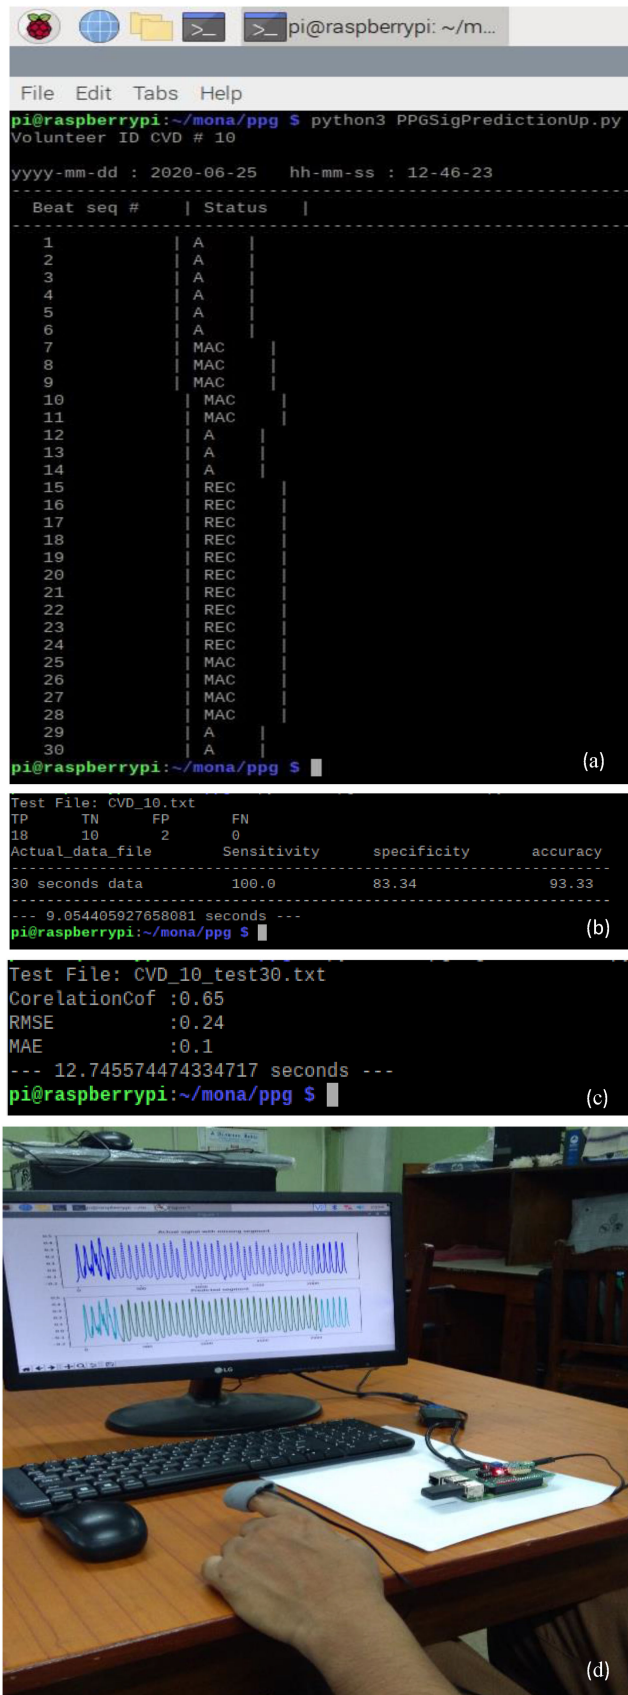 pi@raspberrypi: ~/m...
File Edit Tabs Help
pi@raspberrypi:~/mona/ppg $ python3 PPGSigPredictionUp.py
Volunteer ID CVD # 10
yyyy-mm-dd : 2020-06-25 hh-mm-ss : 12-46-23
--------------------------------------------------------
Beat seq # | Status |
--------------------------------------------------------
1 | A |
2 | A |
3 | A |
4 | A |
5 | A |
6 | A |
7 | MAC |
8 | MAC |
9 | MAC |
10 | MAC |
11 | MAC |
12 | A |
13 | A |
14 | A |
15 | REC |
16 | REC |
17 | REC |
18 | REC |
19 | REC |
20 | REC |
21 | REC |
22 | REC |
23 | REC |
24 | REC |
25 | MAC |
26 | MAC |
27 | MAC |
28 | MAC |
29 | A |
30 | A |
pi@raspberrypi:~/mona/ppg $
(a)
Test File: CVD_10.txt
TP TN FP FN
18 10 2 0
Actual_data_file Sensitivity specificity accuracy
--------------------------------------------------------
30 seconds data 100.0 83.34 93.33
--------------------------------------------------------
--- 9.054405927658081 seconds ---
pi@raspberrypi:~/mona/ppg $
(b)
Test File: CVD_10_test30.txt
CorelationCof :0.65
RMSE :0.24
MAE :0.1
--- 12.745574474334717 seconds ---
pi@raspberrypi:~/mona/ppg $
(c)
Actual signal with missing segment
Predicted segment
LG
(d)